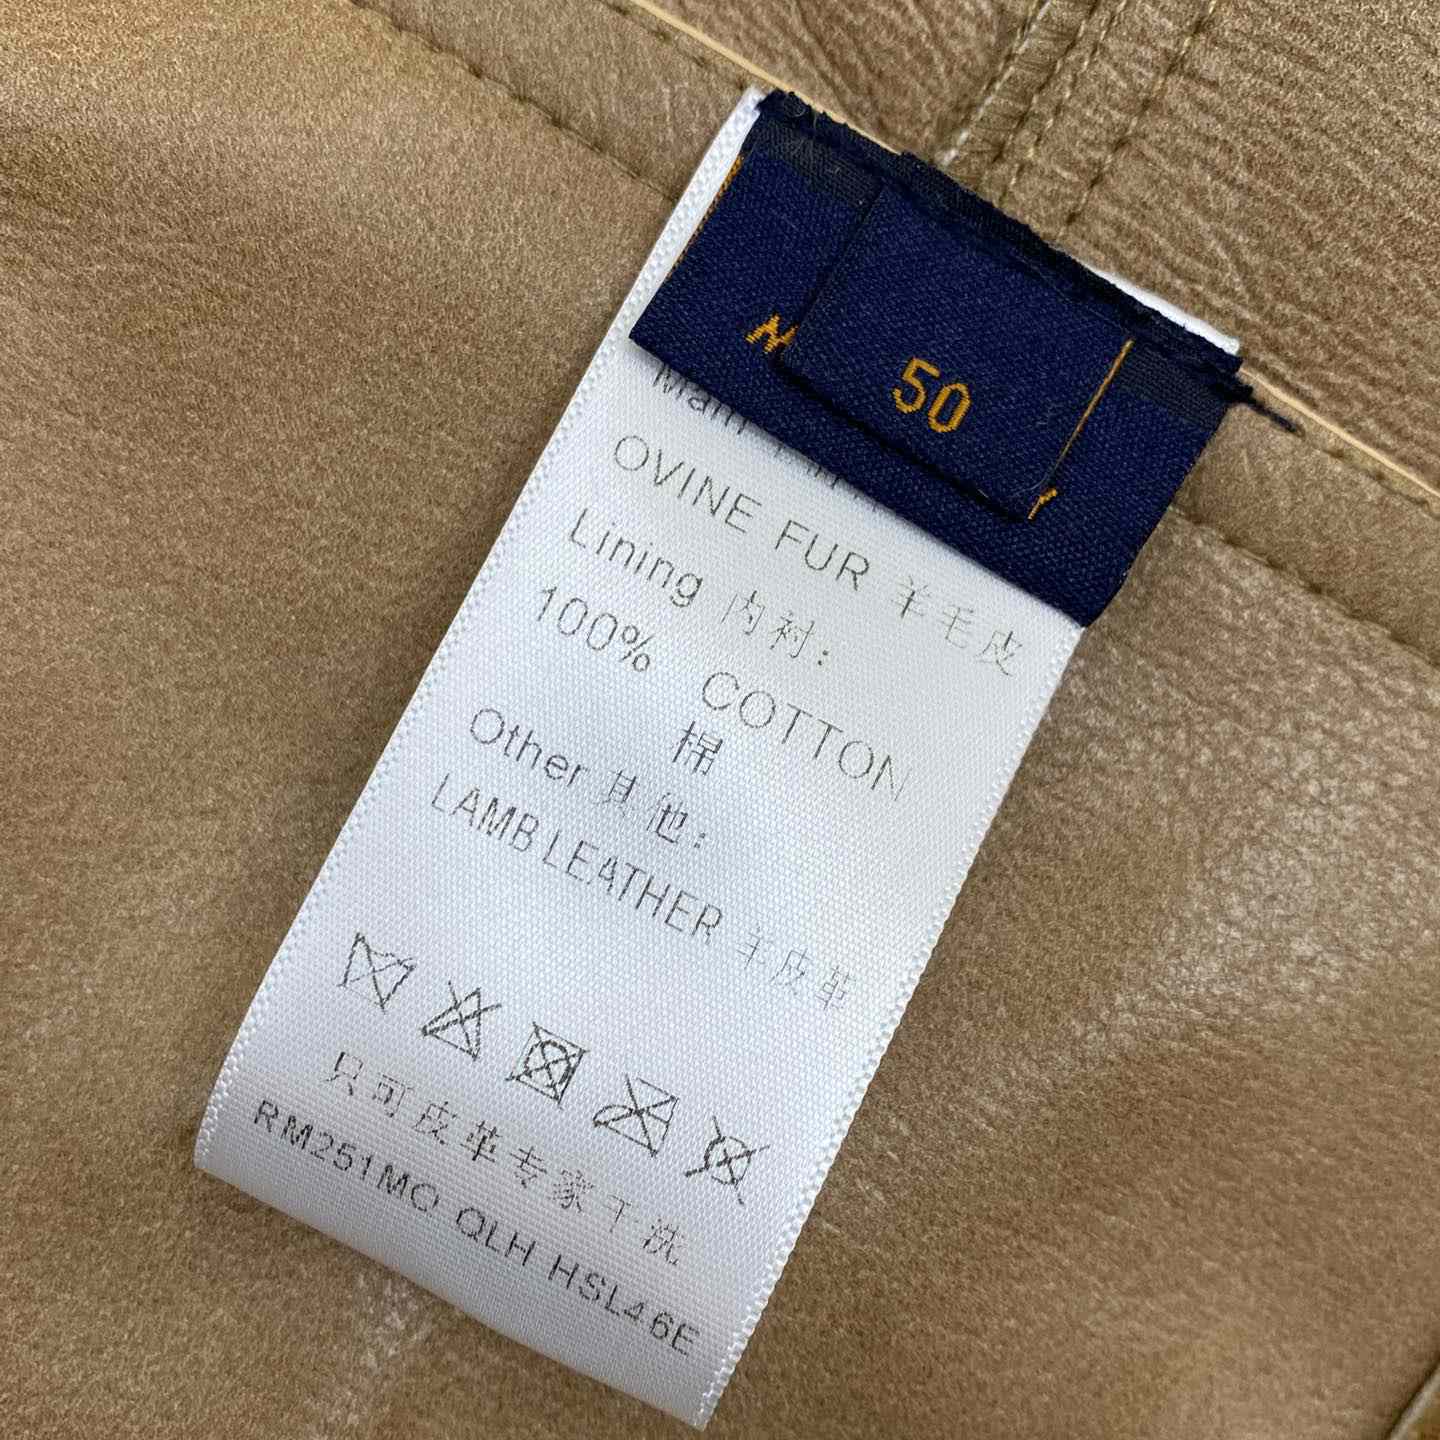 50
OVINE FUR 羊毛皮
Lining 内衬:
100% COTTON
棉
Other 其他:
LAMB LEATHER 羊皮革
只可皮革专家干洗
RM251MO QLH HSL46E